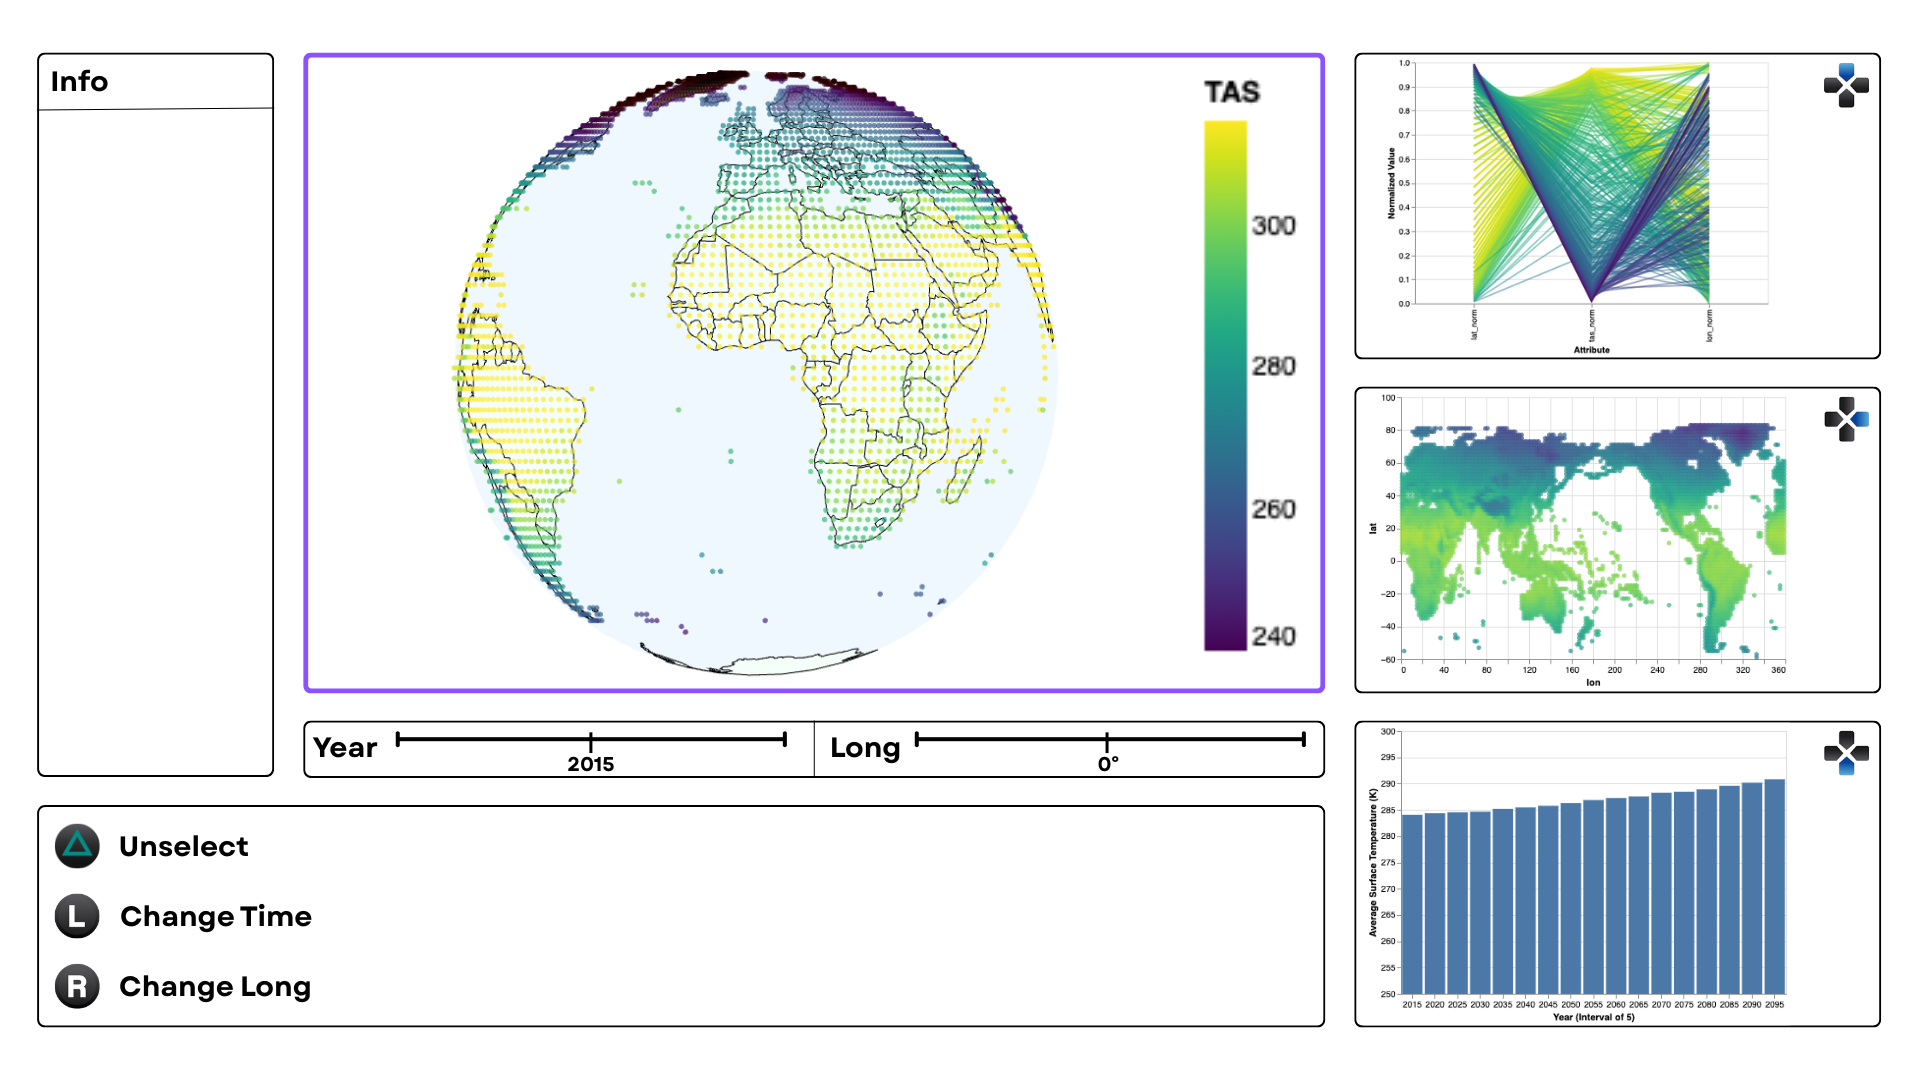 Info
TAS
300
280
260
240
Year
2015
Long
0°
Unselect
L
Change Time
R
Change Long
1.0
0.9
0.8
0.7
0.6
0.5
0.4
0.3
0.2
0.1
0.0
Normalized Value
lat_norm
tas_norm
lon_norm
Attribute
100
80
60
40
20
0
−20
−40
−60
lat
0 40 80 120 160 200 240 280 320 360
lon
300
295
290
285
280
275
270
265
260
255
250
Average Surface Temperature (K)
2015 2020 2025 2030 2035 2040 2045 2050 2055 2060 2065 2070 2075 2080 2085 2090 2095
Year (Interval of 5)